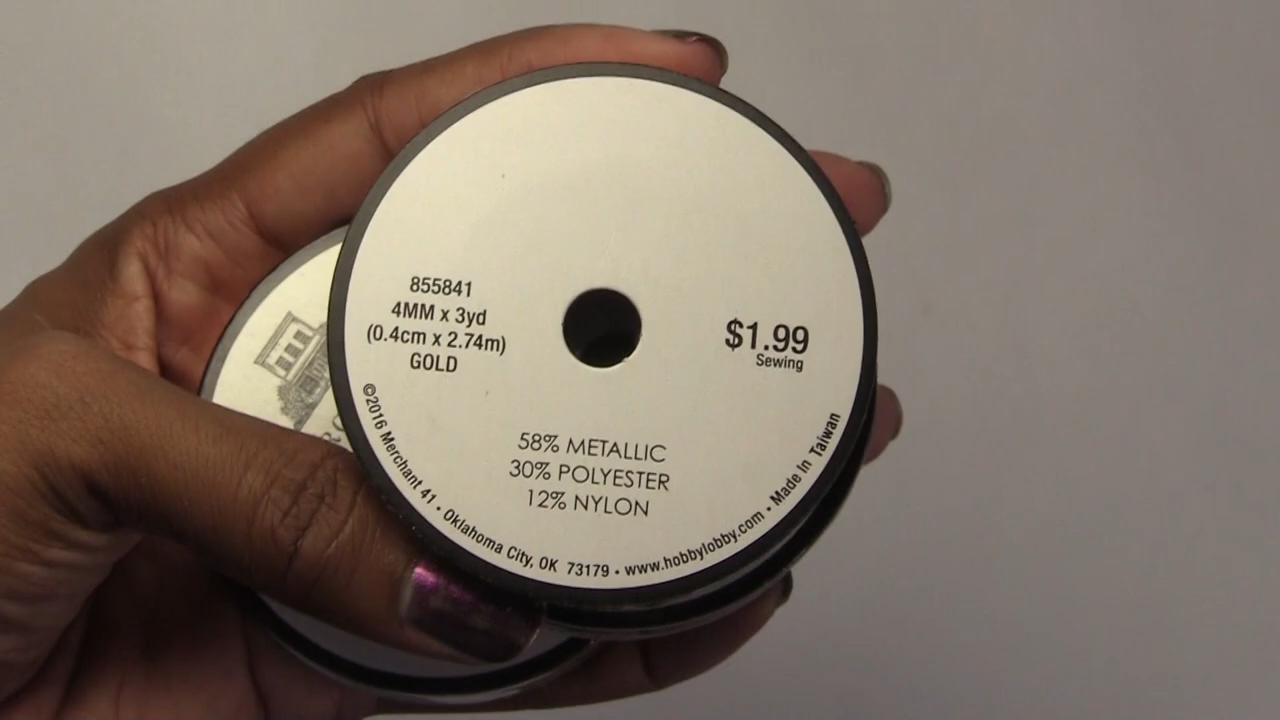 855841
4MM x 3yd
(0.4cm x 2.74m)
GOLD
$1.99
Sewing
58% METALLIC
30% POLYESTER
12% NYLON
©2016 Merchant 41 • Oklahoma City, OK 73179 • www.hobbylobby.com • Made In Taiwan